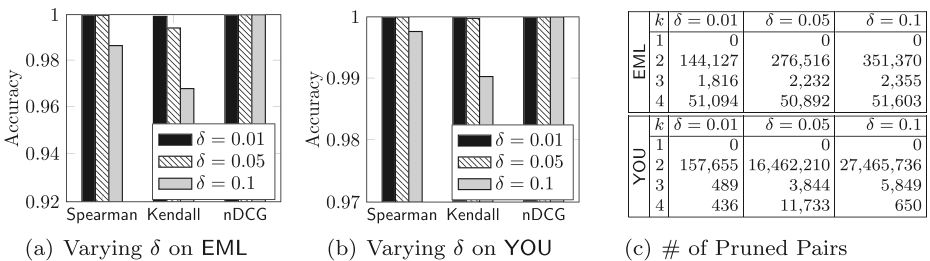 1
0.98
0.96
0.94
0.92
Accuracy
Spearman Kendall nDCG
δ = 0.01
δ = 0.05
δ = 0.1
(a) Varying δ on EML
1
0.99
0.98
0.97
Accuracy
Spearman Kendall nDCG
δ = 0.01
δ = 0.05
δ = 0.1
(b) Varying δ on YOU
EML
k δ = 0.01 δ = 0.05 δ = 0.1
1 0 0 0
2 144,127 276,516 351,370
3 1,816 2,232 2,355
4 51,094 50,892 51,603
YOU
k δ = 0.01 δ = 0.05 δ = 0.1
1 0 0 0
2 157,655 16,462,210 27,465,736
3 489 3,844 5,849
4 436 11,733 650
(c) # of Pruned Pairs